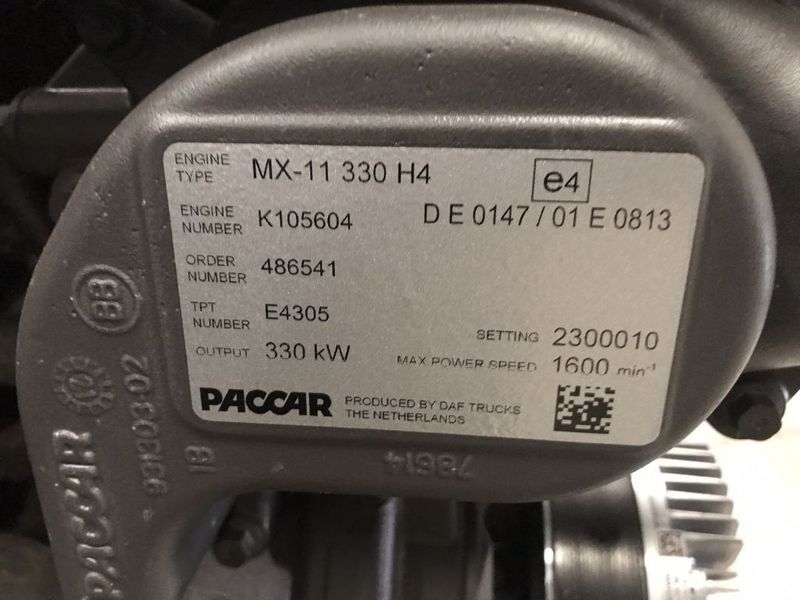 ENGINE TYPE MX-11 330 H4
e4
ENGINE NUMBER K105604
D E 0147 / 01 E 0813
ORDER NUMBER 486541
TPT NUMBER E4305
SETTING 2300010
OUTPUT 330 kW
MAX POWER SPEED 1600 min⁻¹
PACCAR
PRODUCED BY DAF TRUCKS
THE NETHERLANDS
BB
PACCAR
78614